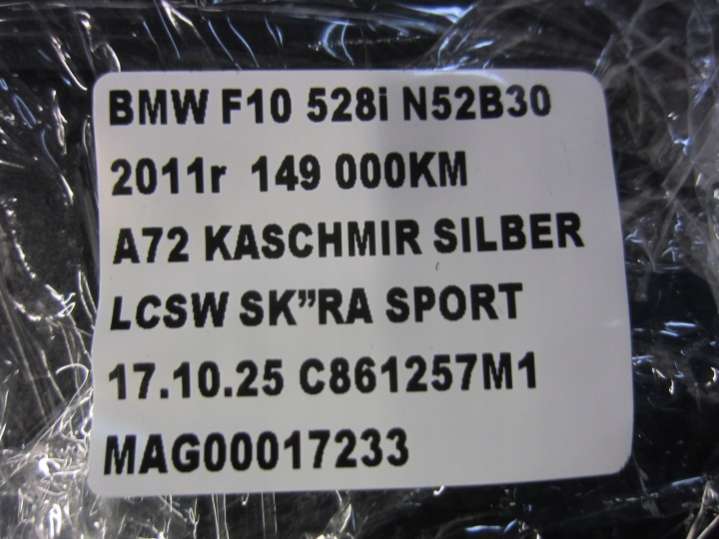 BMW F10 528i N52B30
2011r 149 000KM
A72 KASCHMIR SILBER
LCSW SK”RA SPORT
17.10.25 C861257M1
MAG00017233